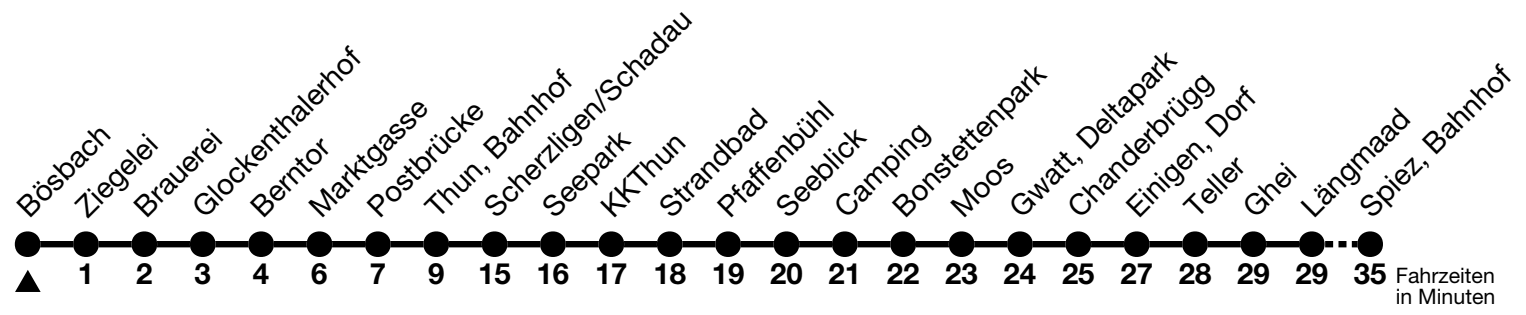 Bösbach
Ziegelei
Brauerei
Glockenthalerhof
Berntor
Marktgasse
Postbrücke
Thun, Bahnhof
Scherzligen/Schadau
Seepark
KKThun
Strandbad
Pfaffenbühl
Seeblick
Camping
Bonstettenpark
Moos
Gwatt, Deltapark
Chanderbrügg
Einigen, Dorf
Teller
Ghei
Längmaad
Spiez, Bahnhof
1 2 3 4 6 7 9 15 16 17 18 19 20 21 22 23 24 25 27 28 29 29 35 Fahrzeiten
in Minuten